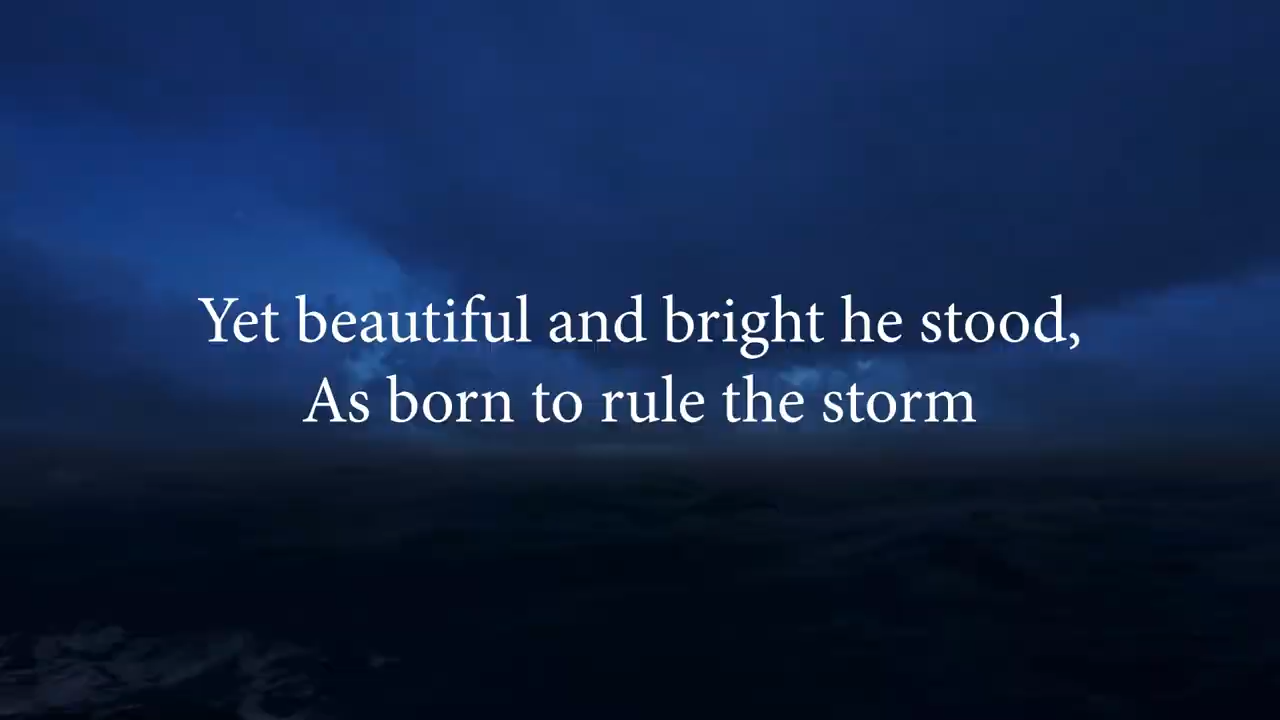 Yet beautiful and bright he stood,
As born to rule the storm